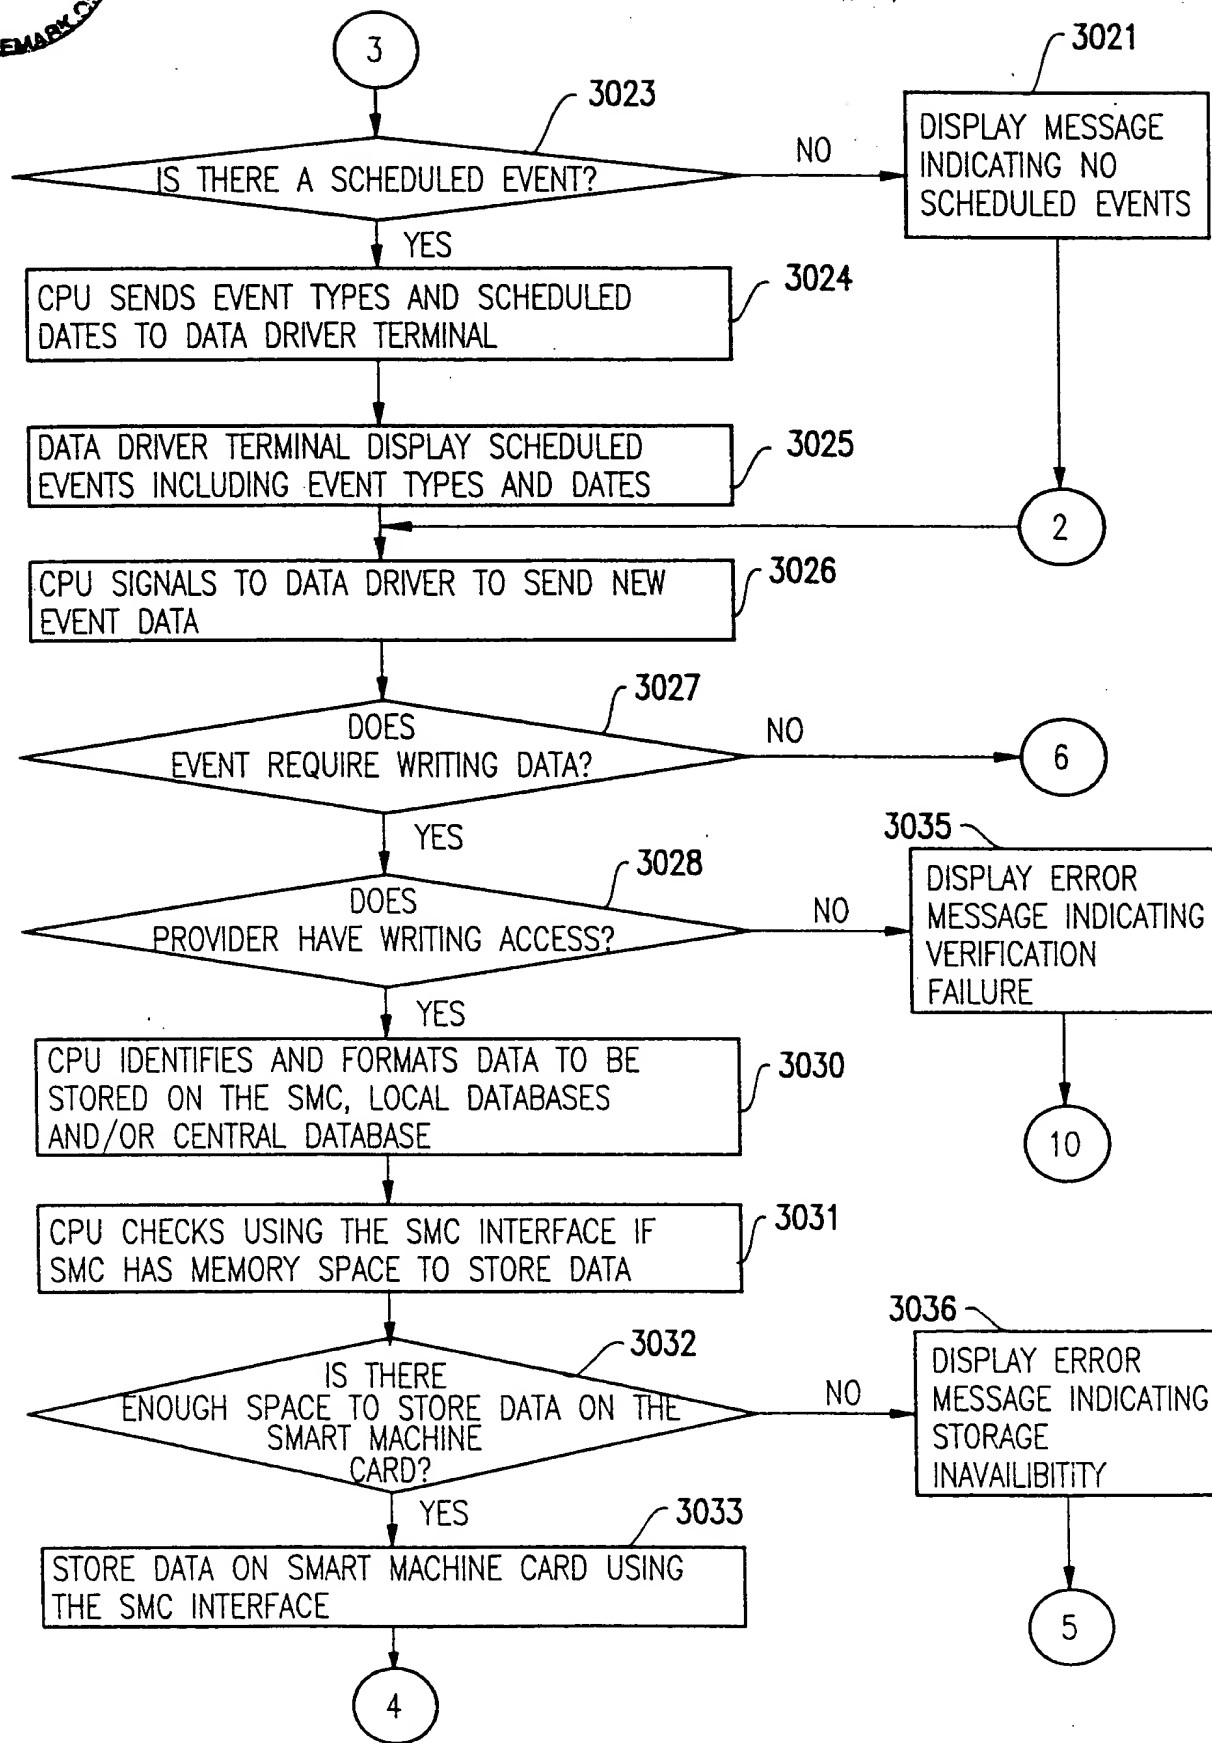 EMARK O
3
3023
IS THERE A SCHEDULED EVENT?
NO
3021
DISPLAY MESSAGE
INDICATING NO
SCHEDULED EVENTS
YES
3024
CPU SENDS EVENT TYPES AND SCHEDULED
DATES TO DATA DRIVER TERMINAL
3025
DATA DRIVER TERMINAL DISPLAY SCHEDULED
EVENTS INCLUDING EVENT TYPES AND DATES
2
3026
CPU SIGNALS TO DATA DRIVER TO SEND NEW
EVENT DATA
3027
DOES
EVENT REQUIRE WRITING DATA?
NO
6
YES
3028
DOES
PROVIDER HAVE WRITING ACCESS?
NO
3035
DISPLAY ERROR
MESSAGE INDICATING
VERIFICATION
FAILURE
10
YES
3030
CPU IDENTIFIES AND FORMATS DATA TO BE
STORED ON THE SMC, LOCAL DATABASES
AND/OR CENTRAL DATABASE
3031
CPU CHECKS USING THE SMC INTERFACE IF
SMC HAS MEMORY SPACE TO STORE DATA
3032
IS THERE
ENOUGH SPACE TO STORE DATA ON THE
SMART MACHINE
CARD?
NO
3036
DISPLAY ERROR
MESSAGE INDICATING
STORAGE
INAVAILIBITITY
5
YES
3033
STORE DATA ON SMART MACHINE CARD USING
THE SMC INTERFACE
4